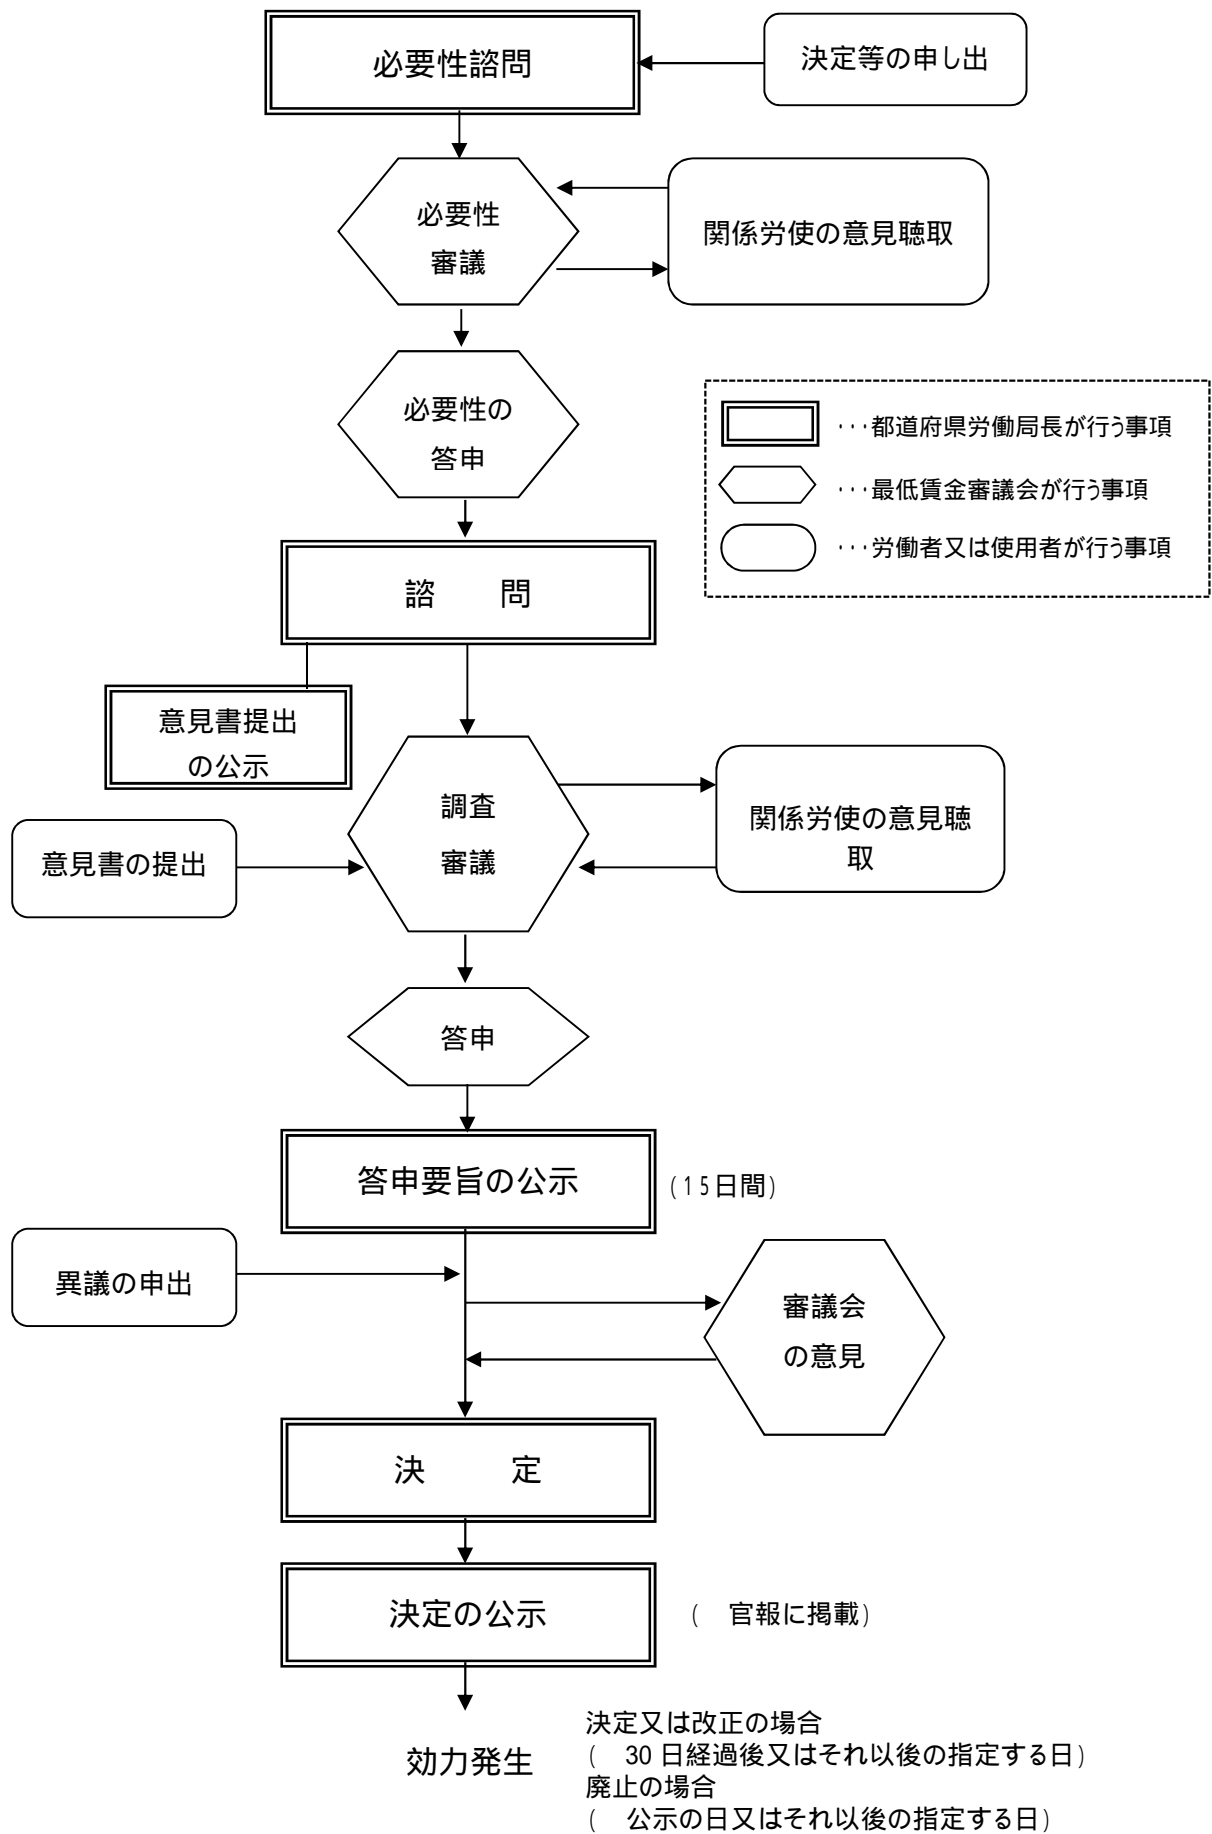 必要性諮問
決定等の申し出
必要性
審議
関係労使の意見聴取
必要性の
答申
･･･都道府県労働局長が行う事項
･･･最低賃金審議会が行う事項
･･･労働者又は使用者が行う事項
諮　　問
意見書提出
の公示
調査
審議
関係労使の意見聴
取
意見書の提出
答申
答申要旨の公示
(15日間)
異議の申出
審議会
の意見
決　　　定
決定の公示
(　官報に掲載)
効力発生
決定又は改正の場合
(　30 日経過後又はそれ以後の指定する日)
廃止の場合
(　公示の日又はそれ以後の指定する日)